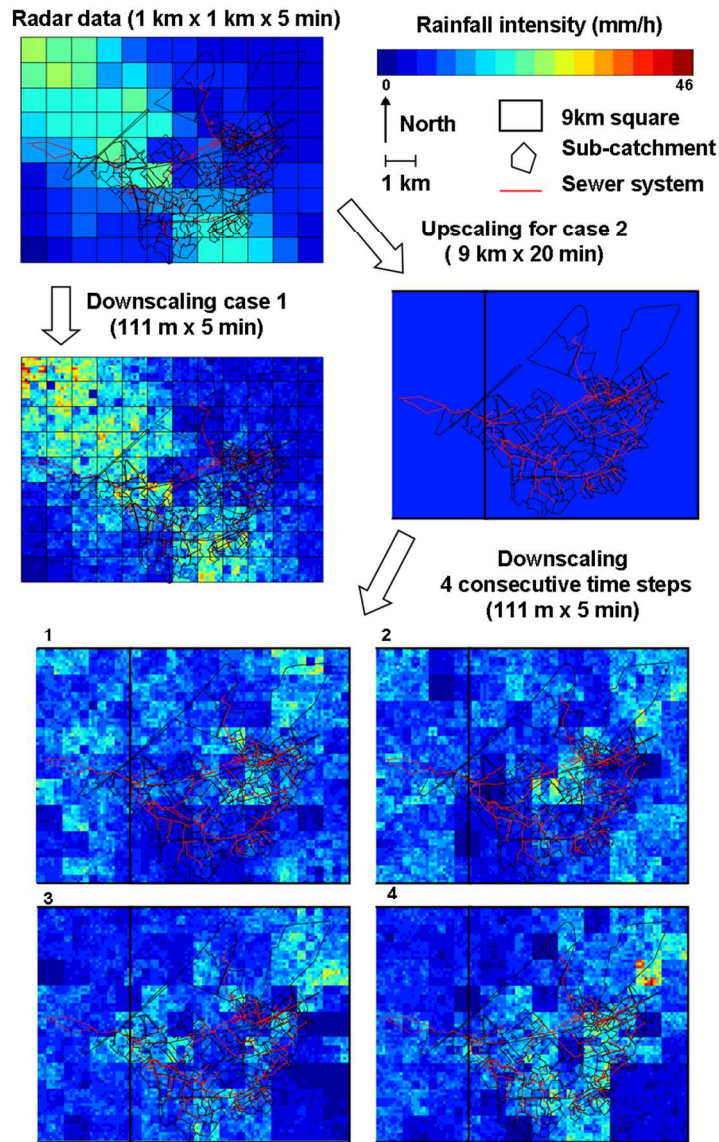 Radar data (1 km x 1 km x 5 min)
Rainfall intensity (mm/h)
0
46
North
1 km
9km square
Sub-catchment
Sewer system
Upscaling for case 2
( 9 km x 20 min)
Downscaling case 1
(111 m x 5 min)
Downscaling
4 consecutive time steps
(111 m x 5 min)
1
2
3
4